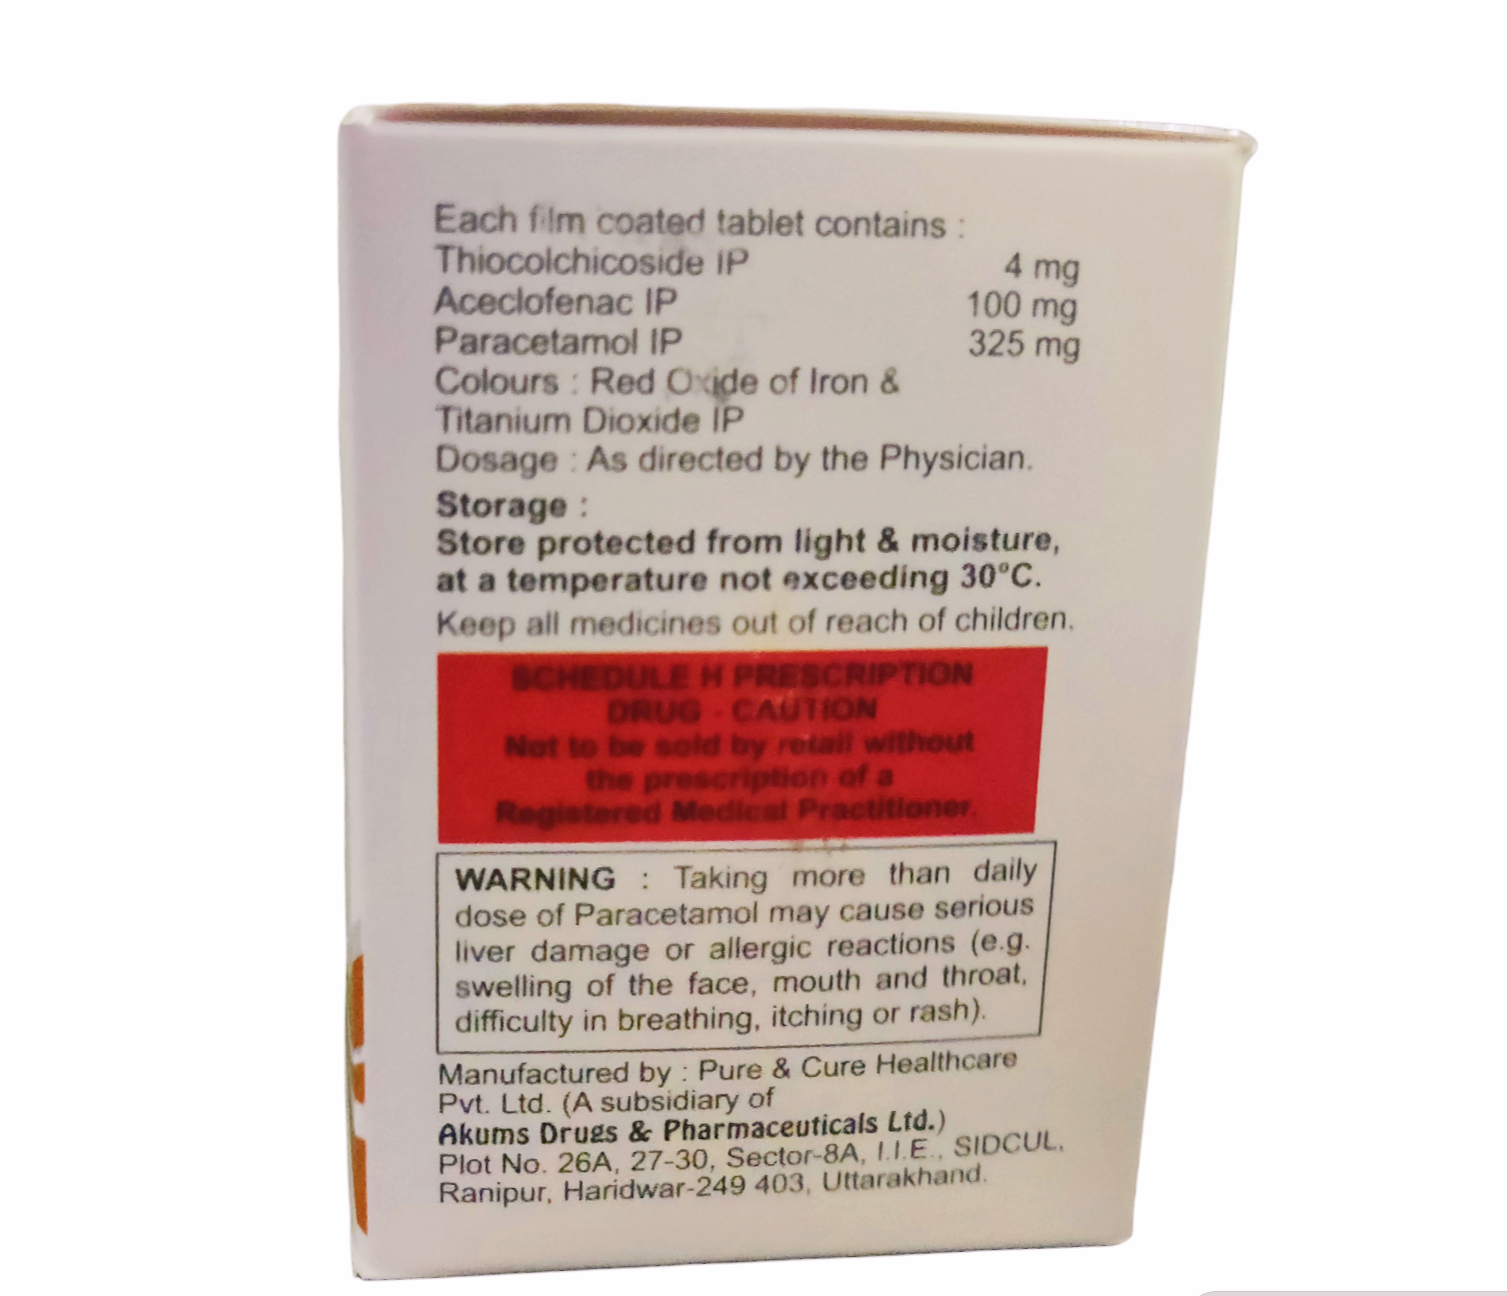 Each film coated tablet contains :
Thiocolchicoside IP 4 mg
Aceclofenac IP 100 mg
Paracetamol IP 325 mg
Colours : Red Oxide of Iron &
Titanium Dioxide IP
Dosage : As directed by the Physician.
Storage :
Store protected from light & moisture,
at a temperature not exceeding 30°C.
Keep all medicines out of reach of children.
SCHEDULE H PRESCRIPTION
DRUG - CAUTION
Not to be sold by retail without
the prescription of a
Registered Medical Practitioner.
WARNING : Taking more than daily
dose of Paracetamol may cause serious
liver damage or allergic reactions (e.g.
swelling of the face, mouth and throat,
difficulty in breathing, itching or rash).
Manufactured by : Pure & Cure Healthcare
Pvt. Ltd. (A subsidiary of
Akums Drugs & Pharmaceuticals Ltd.)
Plot No. 26A, 27-30, Sector-8A, I.I.E., SIDCUL,
Ranipur, Haridwar-249 403, Uttarakhand.